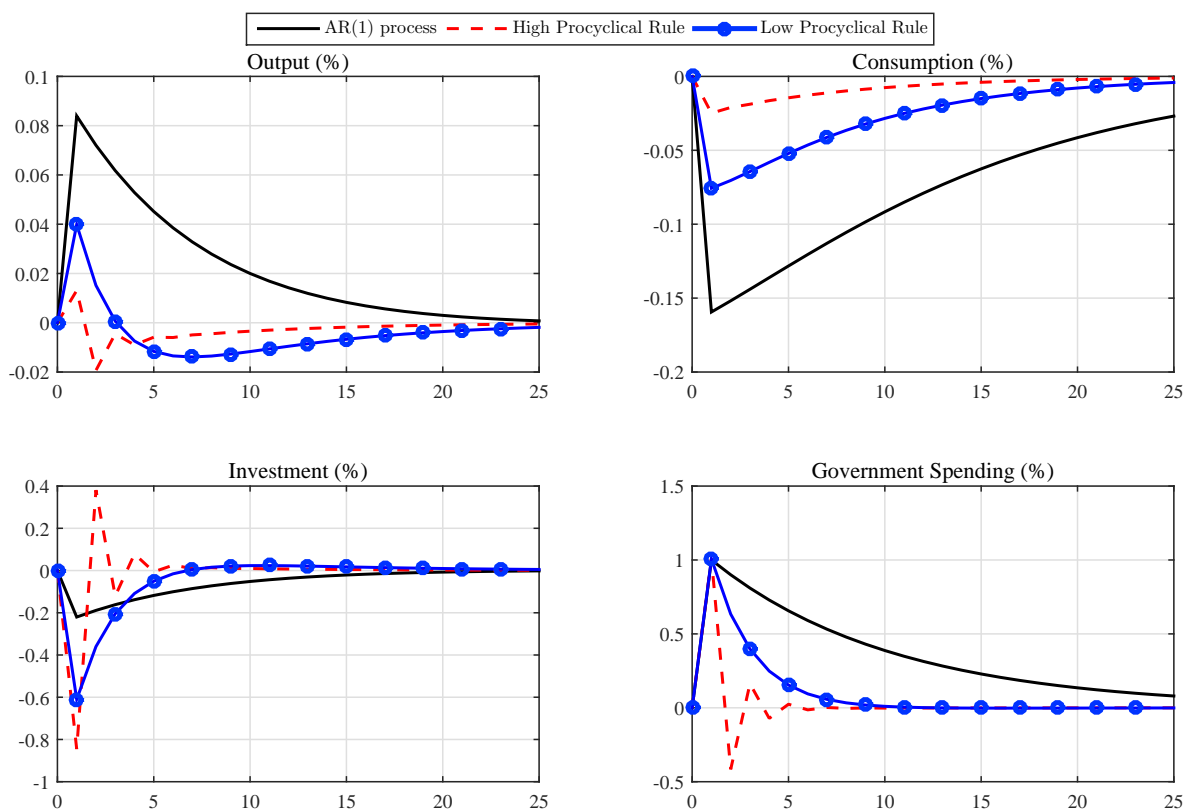 AR(1) process High Procyclical Rule Low Procyclical Rule
Output (%)
0.1
0.08
0.06
0.04
0.02
0
-0.02
0 5 10 15 20 25
Consumption (%)
0
-0.05
-0.1
-0.15
-0.2
0 5 10 15 20 25
Investment (%)
0.4
0.2
0
-0.2
-0.4
-0.6
-0.8
-1
0 5 10 15 20 25
Government Spending (%)
1.5
1
0.5
0
-0.5
0 5 10 15 20 25